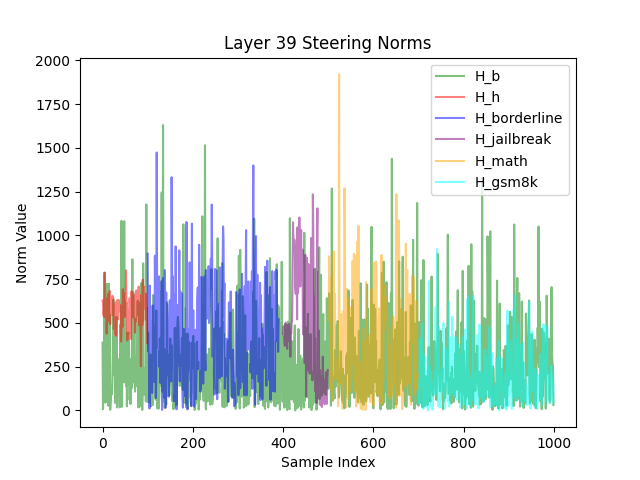 Layer 39 Steering Norms
2000
1750
1500
1250
1000
750
500
250
0
Norm Value
0
200
400
600
800
1000
Sample Index
H_b
H_h
H_borderline
H_jailbreak
H_math
H_gsm8k